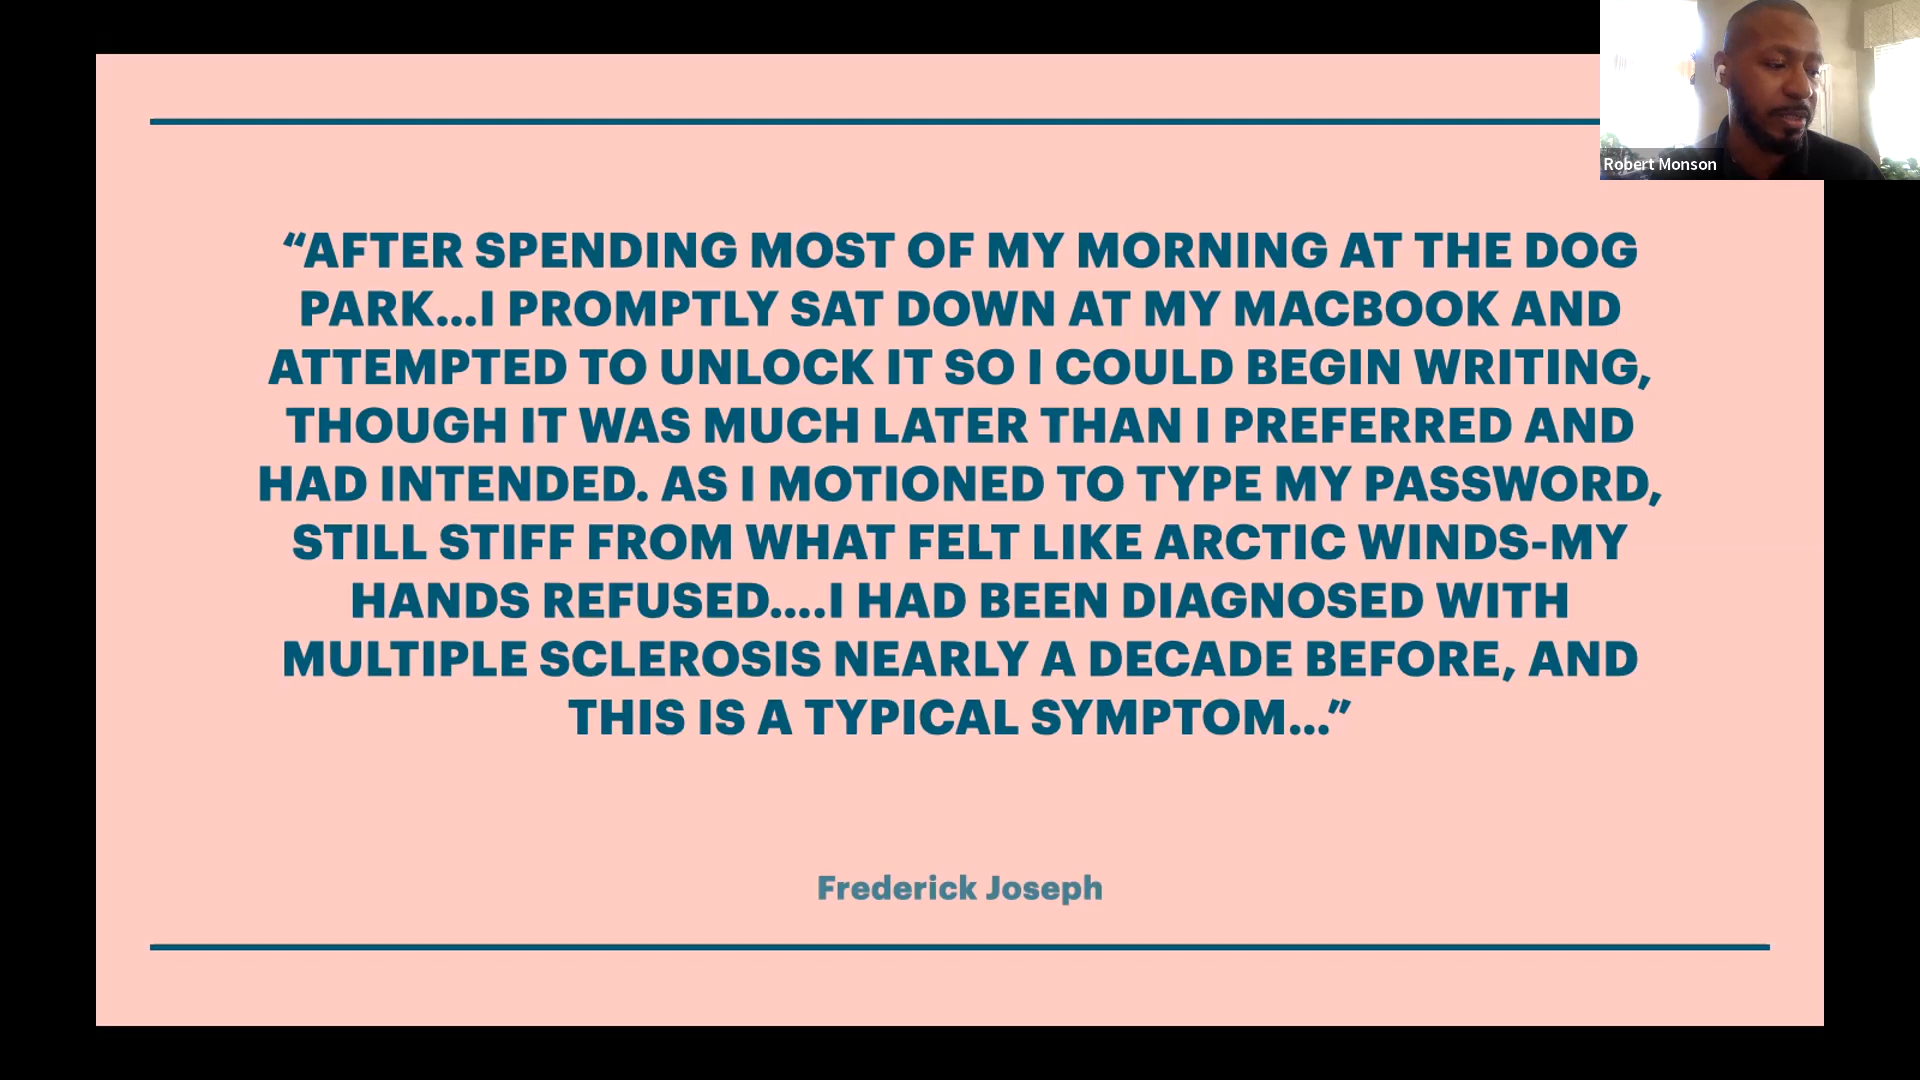 Robert Monson
“AFTER SPENDING MOST OF MY MORNING AT THE DOG
PARK...I PROMPTLY SAT DOWN AT MY MACBOOK AND
ATTEMPTED TO UNLOCK IT SO I COULD BEGIN WRITING,
THOUGH IT WAS MUCH LATER THAN I PREFERRED AND
HAD INTENDED. AS I MOTIONED TO TYPE MY PASSWORD,
STILL STIFF FROM WHAT FELT LIKE ARCTIC WINDS-MY
HANDS REFUSED....I HAD BEEN DIAGNOSED WITH
MULTIPLE SCLEROSIS NEARLY A DECADE BEFORE, AND
THIS IS A TYPICAL SYMPTOM...”
Frederick Joseph